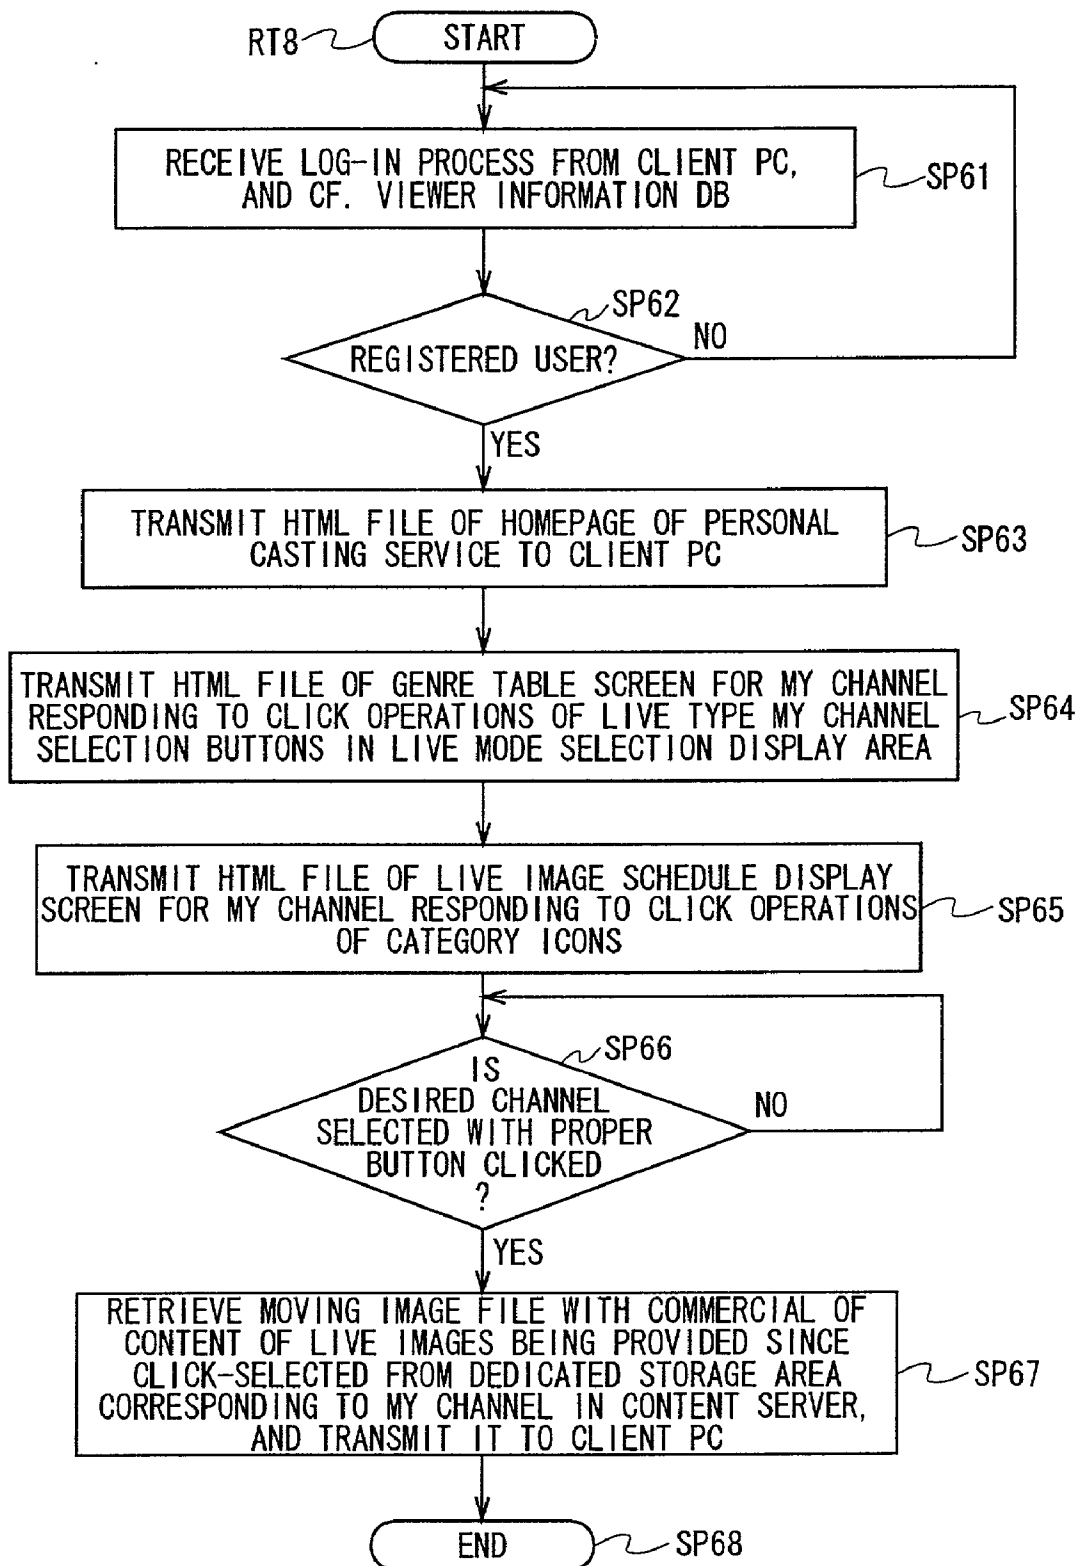 RT8
START
RECEIVE LOG-IN PROCESS FROM CLIENT PC,
AND CF. VIEWER INFORMATION DB
SP61
SP62
REGISTERED USER?
NO
YES
TRANSMIT HTML FILE OF HOMEPAGE OF PERSONAL
CASTING SERVICE TO CLIENT PC
SP63
TRANSMIT HTML FILE OF GENRE TABLE SCREEN FOR MY CHANNEL
RESPONDING TO CLICK OPERATIONS OF LIVE TYPE MY CHANNEL
SELECTION BUTTONS IN LIVE MODE SELECTION DISPLAY AREA
SP64
TRANSMIT HTML FILE OF LIVE IMAGE SCHEDULE DISPLAY
SCREEN FOR MY CHANNEL RESPONDING TO CLICK OPERATIONS
OF CATEGORY ICONS
SP65
SP66
IS
DESIRED CHANNEL
SELECTED WITH PROPER
BUTTON CLICKED
?
NO
YES
RETRIEVE MOVING IMAGE FILE WITH COMMERCIAL OF
CONTENT OF LIVE IMAGES BEING PROVIDED SINCE
CLICK-SELECTED FROM DEDICATED STORAGE AREA
CORRESPONDING TO MY CHANNEL IN CONTENT SERVER,
AND TRANSMIT IT TO CLIENT PC
SP67
END
SP68